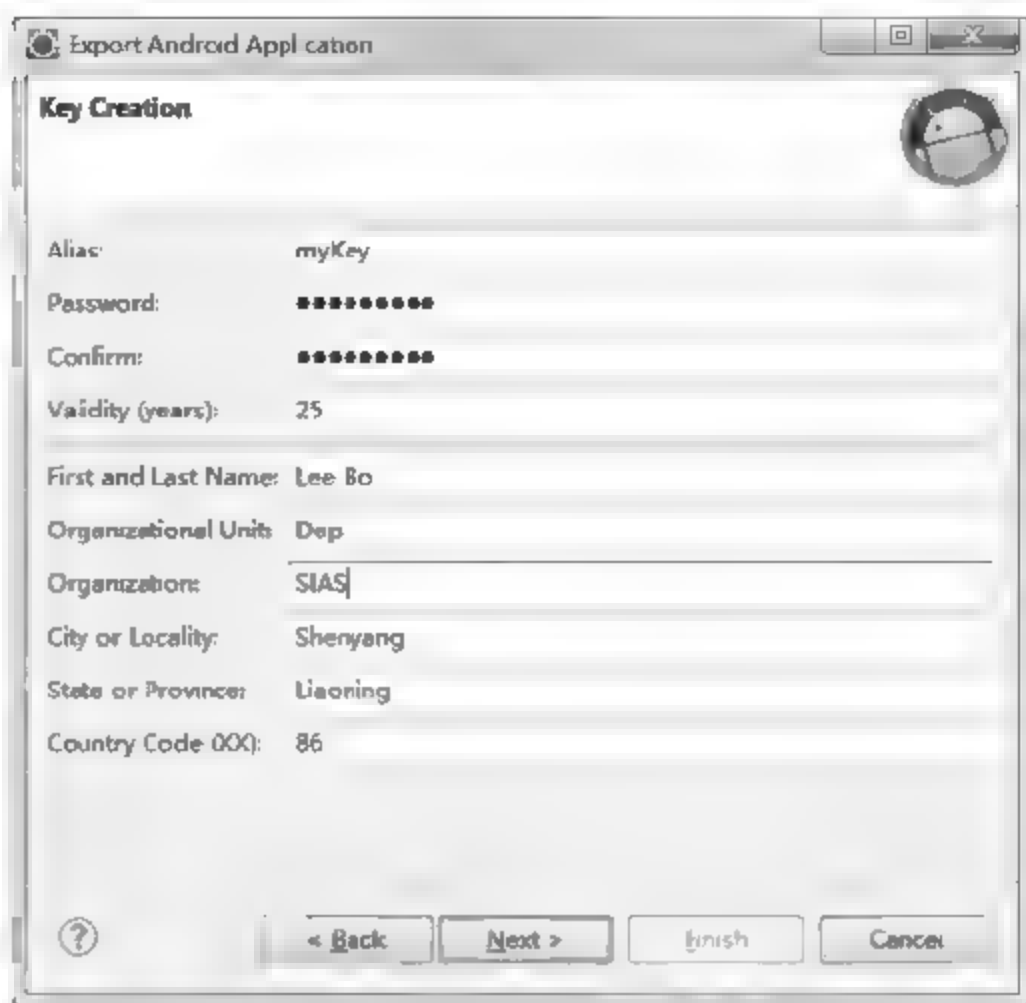 Export Android Application
Key Creation
Alias: myKey
Password: •••••••••
Confirm: •••••••••
Validity (years): 25
First and Last Name: Lee Bo
Organizational Unit: Dep
Organization: SIAS
City or Locality: Shenyang
State or Province: Liaoning
Country Code (XX): 86
?
< Back Next > Finish Cancel